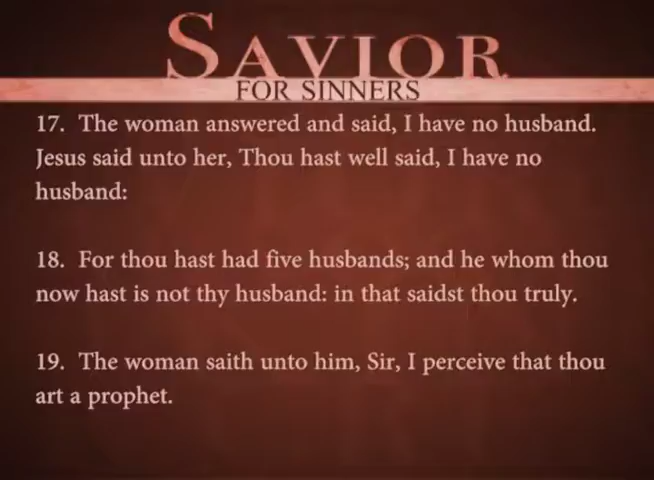 SAVIOR
FOR SINNERS
17. The woman answered and said, I have no husband.
Jesus said unto her, Thou hast well said, I have no
husband:
18. For thou hast had five husbands; and he whom thou
now hast is not thy husband: in that saidst thou truly.
19. The woman saith unto him, Sir, I perceive that thou
art a prophet.